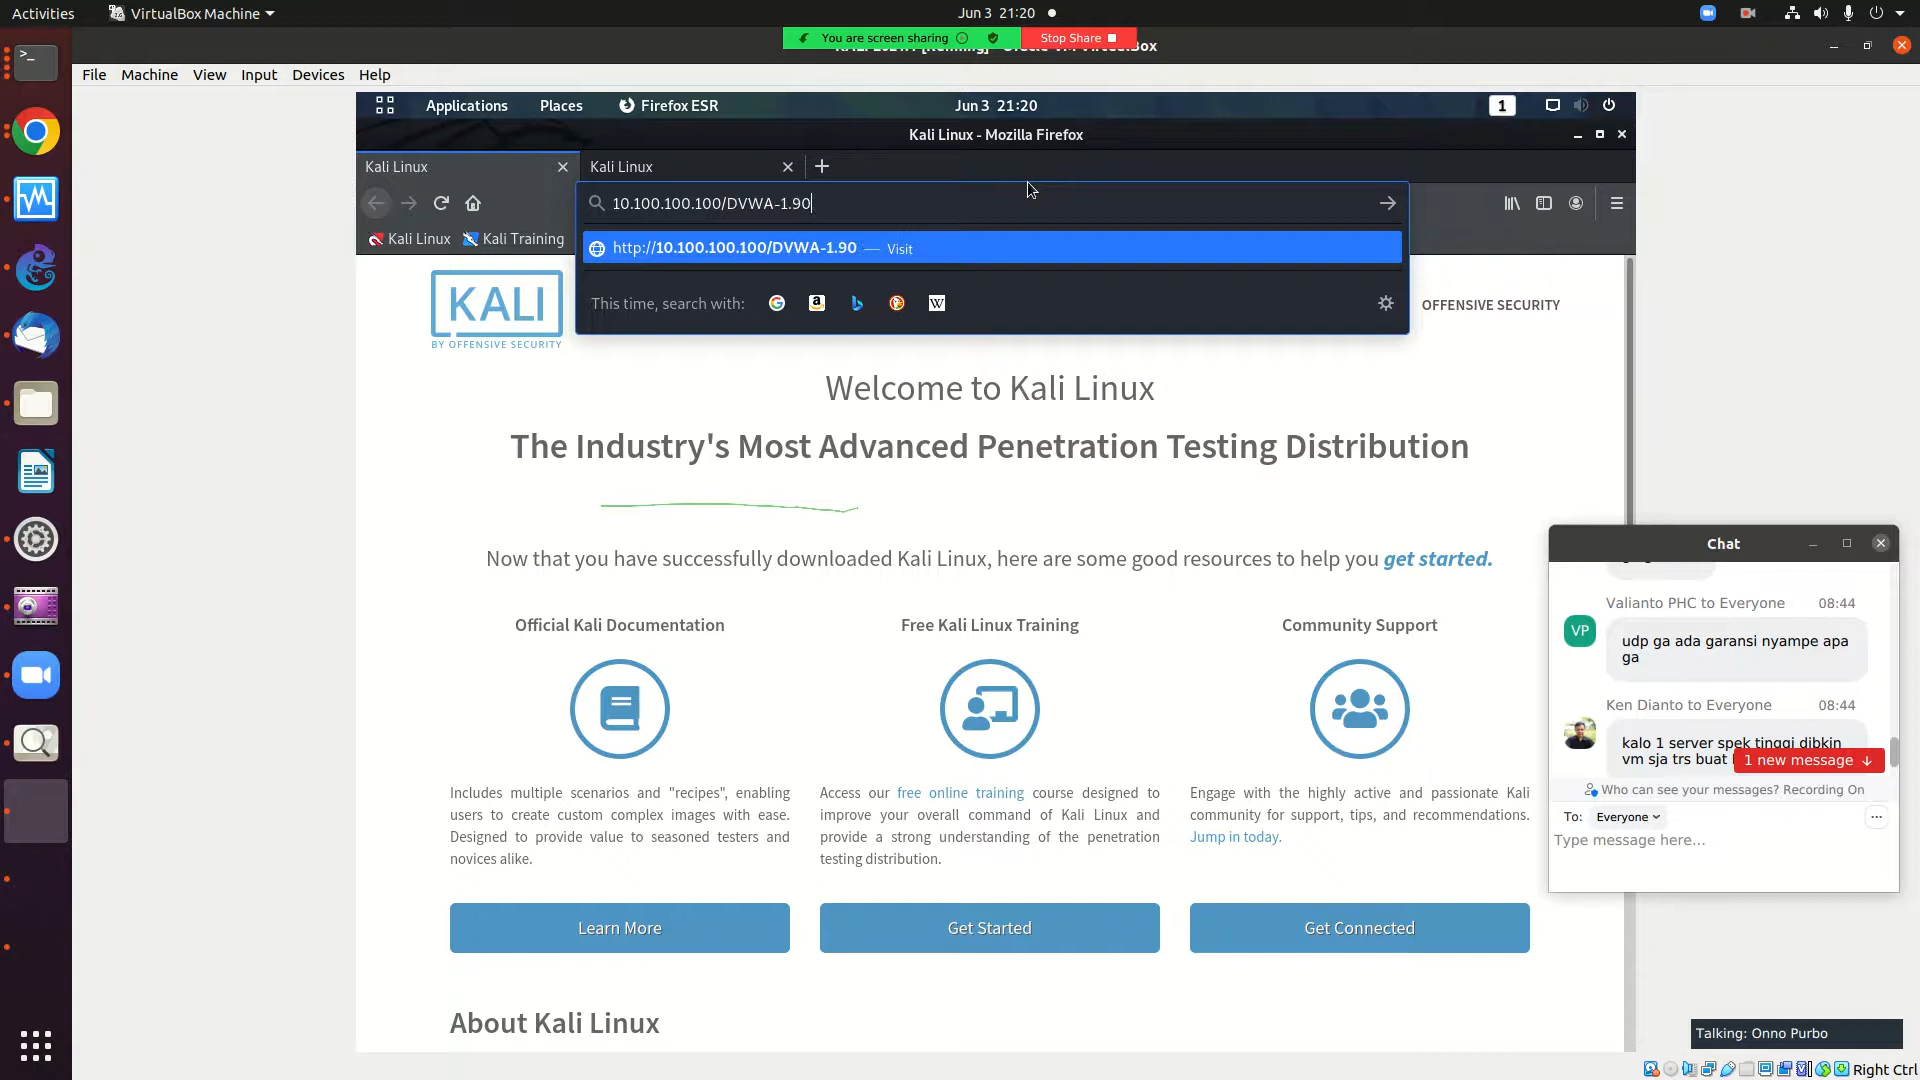 Activities
VirtualBox Machine
Jun 3 21:20
You are screen sharing
Stop Share
File
Machine
View
Input
Devices
Help
Applications
Places
Firefox ESR
Jun 3 21:20
1
Kali Linux - Mozilla Firefox
Kali Linux
Kali Linux
10.100.100.100/DVWA-1.90
Kali Linux
Kali Training
http://10.100.100.100/DVWA-1.90 — Visit
This time, search with:
KALI
BY OFFENSIVE SECURITY
OFFENSIVE SECURITY
Welcome to Kali Linux
The Industry's Most Advanced Penetration Testing Distribution
Now that you have successfully downloaded Kali Linux, here are some good resources to help you get started.
Official Kali Documentation
Includes multiple scenarios and "recipes", enabling
users to create custom complex images with ease.
Designed to provide value to seasoned testers and
novices alike.
Learn More
Free Kali Linux Training
Access our free online training course designed to
improve your overall command of Kali Linux and
provide a strong understanding of the penetration
testing distribution.
Get Started
Community Support
Engage with the highly active and passionate Kali
community for support, tips, and recommendations.
Jump in today.
Get Connected
About Kali Linux
Chat
Valianto PHC to Everyone 08:44
VP
udp ga ada garansi nyampe apa
ga
Ken Dianto to Everyone 08:44
kalo 1 server spek tinggi dibkin
vm sja trs buat
1 new message
Who can see your messages? Recording On
To: Everyone
Type message here...
Talking: Onno Purbo
Right Ctrl